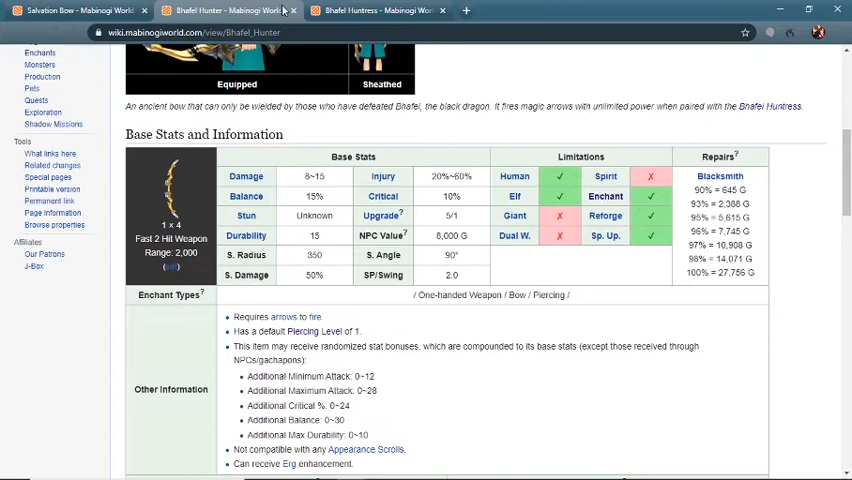 Salvation Bow - Mabinogi World
Bhafel Hunter - Mabinogi World
Bhafel Huntress - Mabinogi Wor
wiki.mabinogiworld.com/view/Bhafel_Hunter
Enchants
Monsters
Production
Pets
Quests
Exploration
Shadow Missions
Tools
What links here
Related changes
Special pages
Printable version
Permanent link
Page information
Browse properties
Affiliates
Our Patrons
J-Box
Equipped Sheathed
An ancient bow that can only be wielded by those who have defeated Bhafel, the black dragon. It fires magic arrows with unlimited power when paired with the Bhafel Huntress.
Base Stats and Information
Base Stats Limitations Repairs?
Damage 8~15 Injury 20%~60% Human ✓ Spirit ✗ Blacksmith
Balance 15% Critical 10% Elf ✓ Enchant ✓ 90% = 645 G
93% = 2,388 G
Stun Unknown Upgrade? 5/1 Giant ✗ Reforge ✓ 95% = 5,615 G
Durability 15 NPC Value? 8,000 G Dual W. ✗ Sp. Up. ✓ 96% = 7,745 G
97% = 10,908 G
S. Radius 350 S. Angle 90° 98% = 14,071 G
S. Damage 50% SP/Swing 2.0 100% = 27,756 G
1 × 4
Fast 2 Hit Weapon
Range: 2,000
Enchant Types? / One-handed Weapon / Bow / Piercing /
Other Information
Requires arrows to fire.
Has a default Piercing Level of 1.
This item may receive randomized stat bonuses, which are compounded to its base stats (except those received through
NPCs/gachapons):
Additional Minimum Attack: 0~12
Additional Maximum Attack: 0~28
Additional Critical %: 0~24
Additional Balance: 0~30
Additional Max Durability: 0~10
Not compatible with any Appearance Scrolls.
Can receive Erg enhancement.